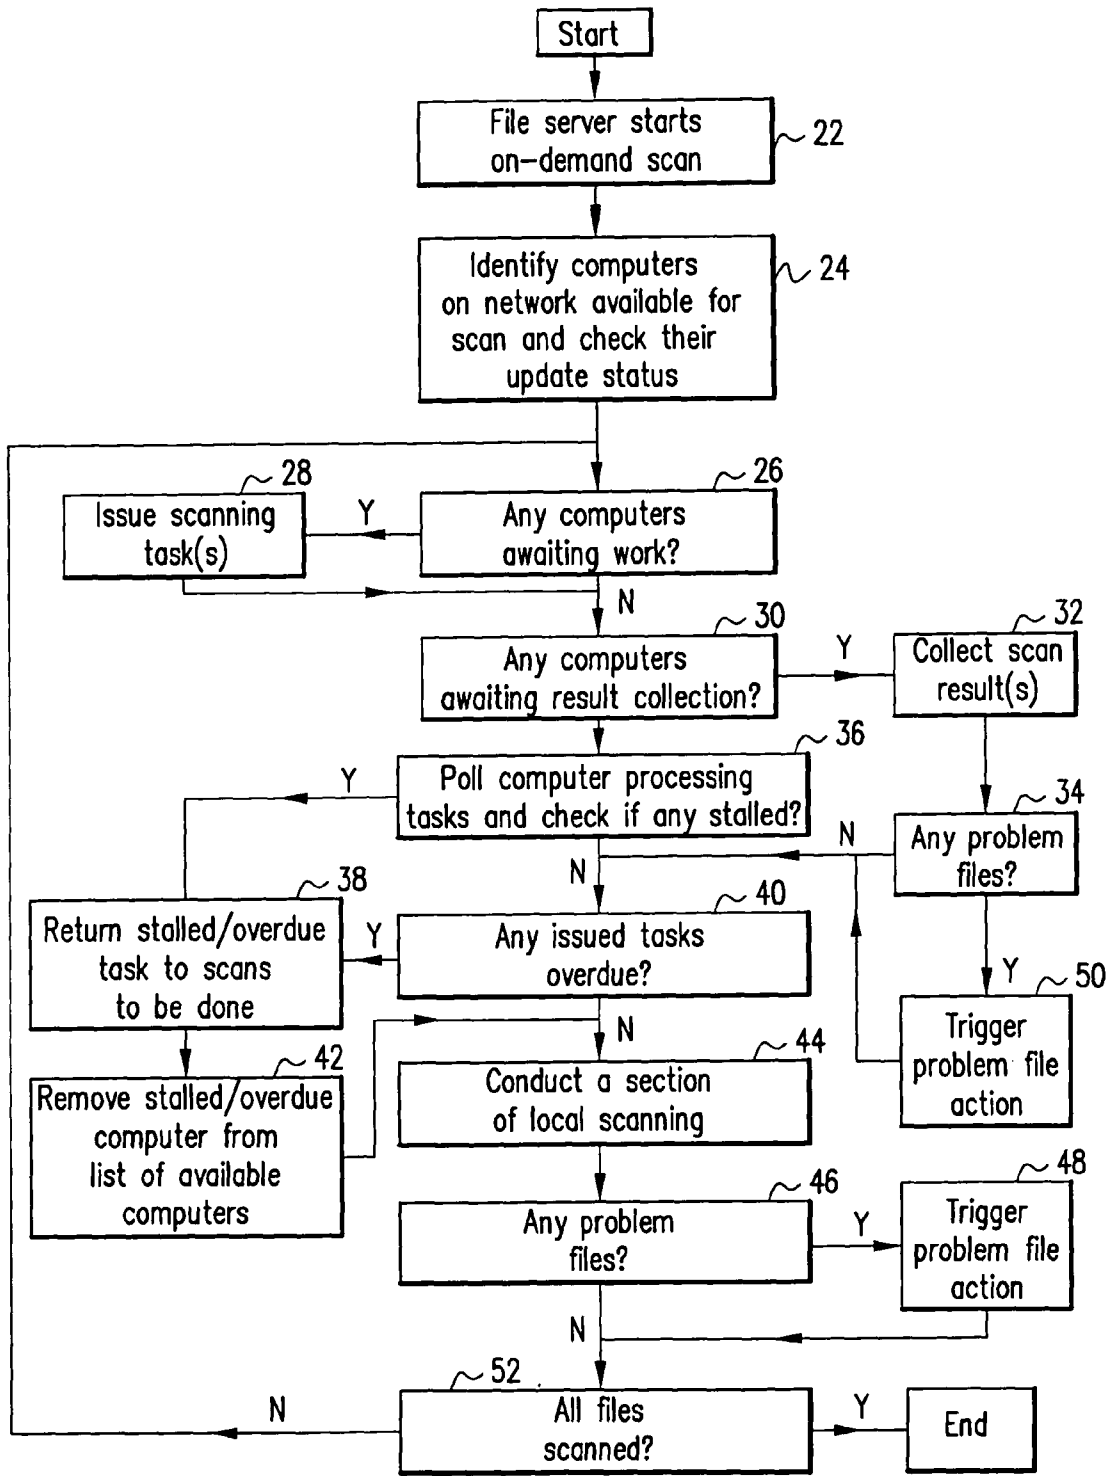 Start
File server starts
on-demand scan
22
Identify computers
on network available for
scan and check their
update status
24
28
Issue scanning
task(s)
Y
26
Any computers
awaiting work?
N
30
Any computers
awaiting result collection?
Y
32
Collect scan
result(s)
36
Poll computer processing
tasks and check if any stalled?
Y
N
34
Any problem
files?
N
Y
38
Return stalled/overdue
task to scans
to be done
Y
40
Any issued tasks
overdue?
N
50
Trigger
problem file
action
42
Remove stalled/overdue
computer from
list of available
computers
44
Conduct a section
of local scanning
46
Any problem
files?
Y
48
Trigger
problem file
action
N
52
All files
scanned?
N
Y
End